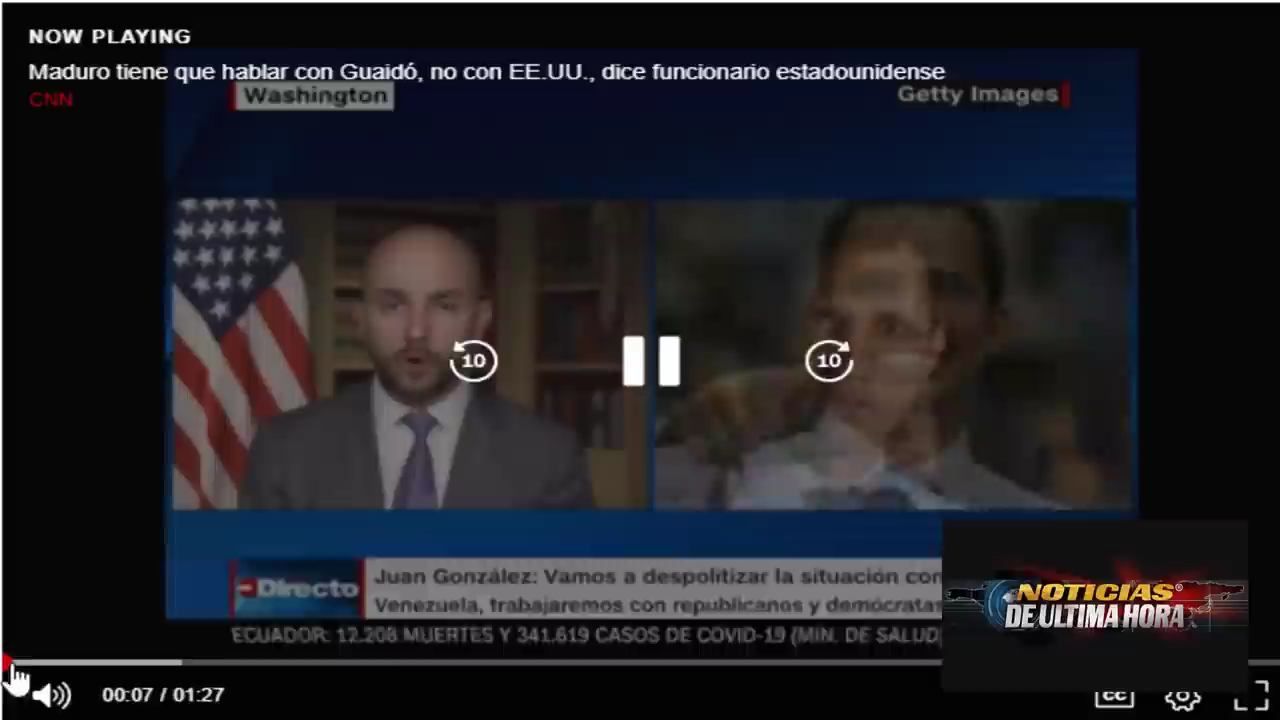 NOW PLAYING
Maduro tiene que hablar con Guaidó, no con EE.UU., dice funcionario estadounidense
CNN
Washington
Getty Images
10
10
Directo
Juan González: Vamos a despolitizar la situación con
Venezuela, trabajaremos con republicanos y demócratas
ECUADOR: 12.208 MUERTES Y 341.619 CASOS DE COVID-19 (MIN. DE SALUD)
NOTICIAS®
DE ULTIMA HORA
00:07 / 01:27
CC